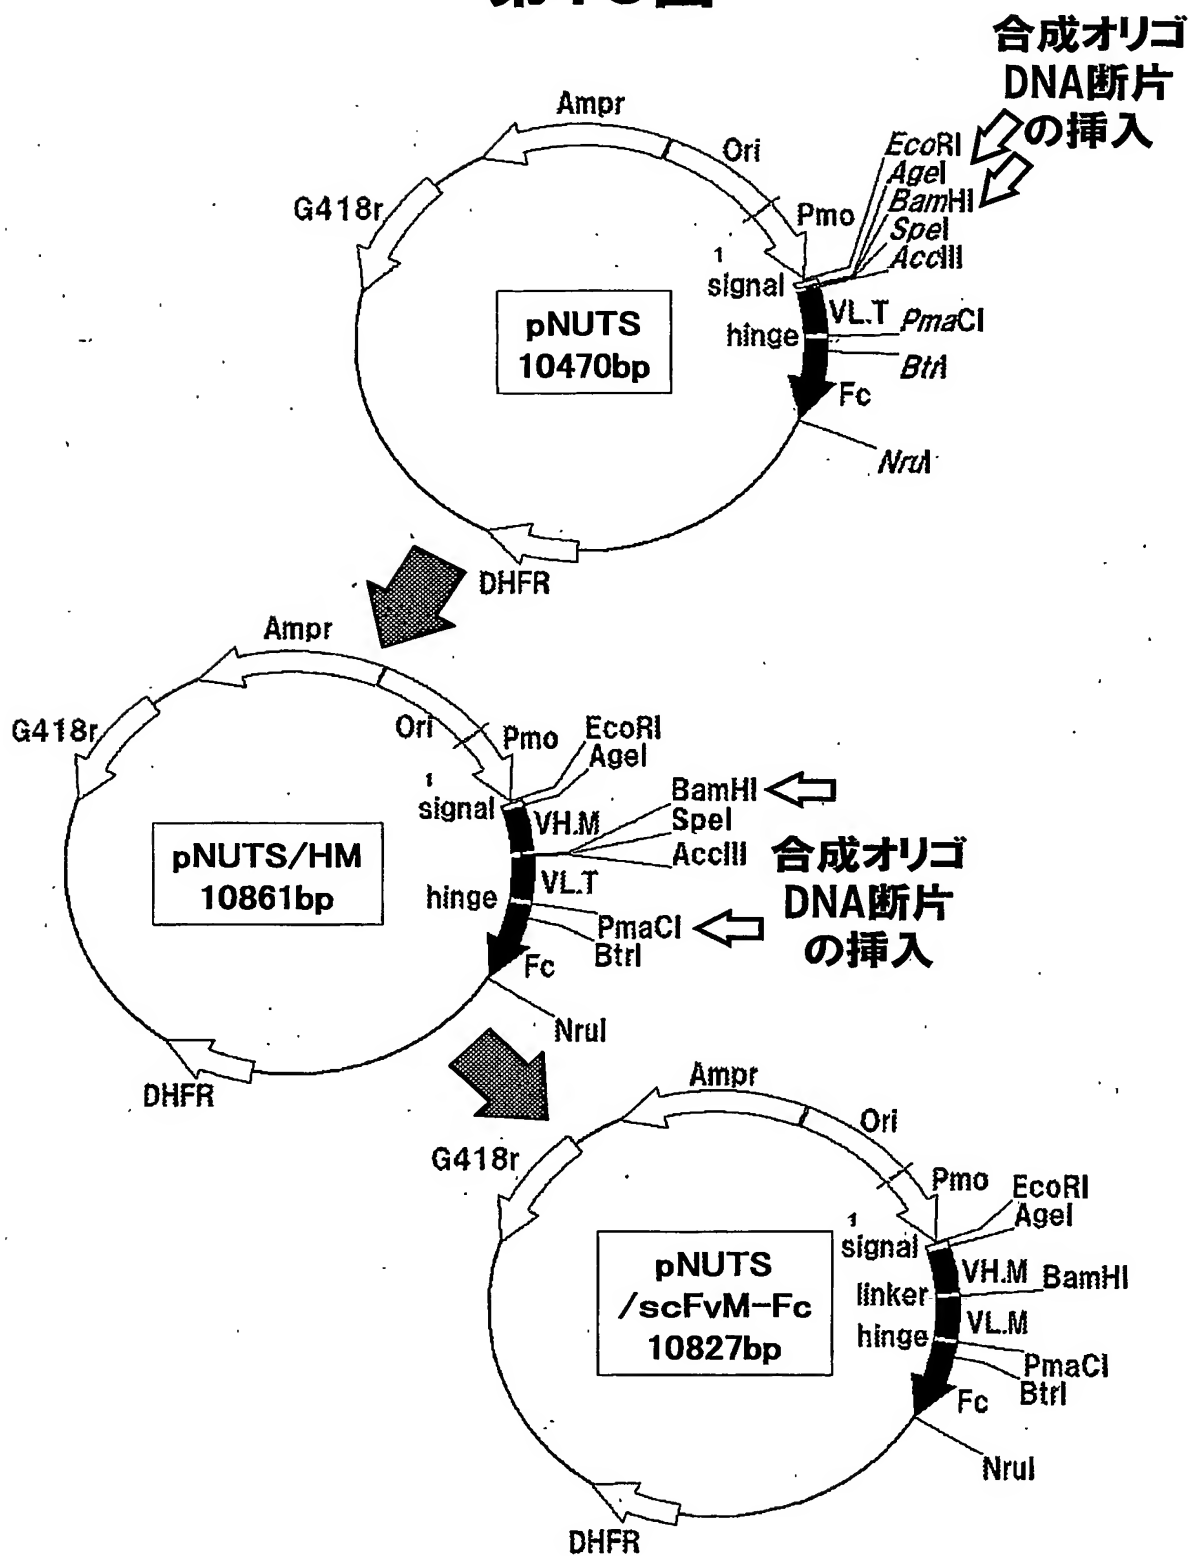 合成オリゴ
DNA断片
の挿入
Ampr
Ori
EcoRI
AgeI
BamHI
SpeI
AccIII
G418r
Pmo
1
signal
VL.T
PmaCI
hinge
BtrI
Fc
NruI
pNUTS
10470bp
DHFR
Ampr
G418r
Ori
Pmo
EcoRI
AgeI
1
signal
VH.M
BamHI
SpeI
AccIII
合成オリゴ
DNA断片
の挿入
pNUTS/HM
10861bp
VL.T
hinge
PmaCI
BtrI
Fc
NruI
DHFR
Ampr
Ori
G418r
Pmo
EcoRI
AgeI
1
signal
VH.M
BamHI
linker
VL.M
hinge
PmaCI
BtrI
Fc
NruI
pNUTS
/scFvM-Fc
10827bp
DHFR